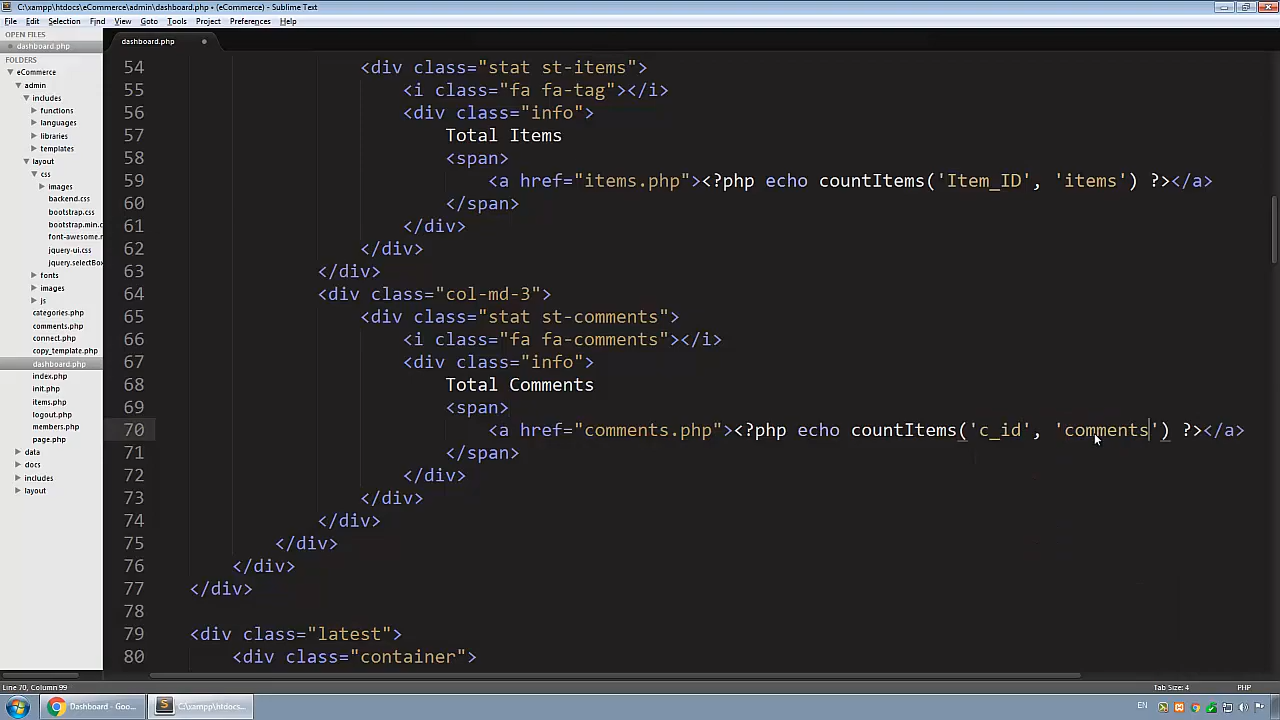 C:\xampp\htdocs\eCommerce\admin\dashboard.php • (eCommerce) - Sublime Text
File Edit Selection Find View Goto Tools Project Preferences Help
OPEN FILES
dashboard.php
FOLDERS
eCommerce
admin
includes
functions
languages
libraries
templates
layout
css
images
backend.css
bootstrap.css
bootstrap.min.c
font-awesome.r
jquery-ui.css
jquery.selectBox
fonts
images
js
categories.php
comments.php
connect.php
copy_template.php
dashboard.php
index.php
init.php
items.php
logout.php
members.php
page.php
data
docs
includes
layout
dashboard.php
54 <div class="stat st-items">
55 <i class="fa fa-tag"></i>
56 <div class="info">
57 Total Items
58 <span>
59 <a href="items.php"><?php echo countItems('Item_ID', 'items') ?></a>
60 </span>
61 </div>
62 </div>
63 </div>
64 <div class="col-md-3">
65 <div class="stat st-comments">
66 <i class="fa fa-comments"></i>
67 <div class="info">
68 Total Comments
69 <span>
70 <a href="comments.php"><?php echo countItems('c_id', 'comments') ?></a>
71 </span>
72 </div>
73 </div>
74 </div>
75 </div>
76 </div>
77 </div>
78
79 <div class="latest">
80 <div class="container">
Line 70, Column 99
Tab Size: 4 PHP
Dashboard - Goo... C:\xampp\htdocs... EN